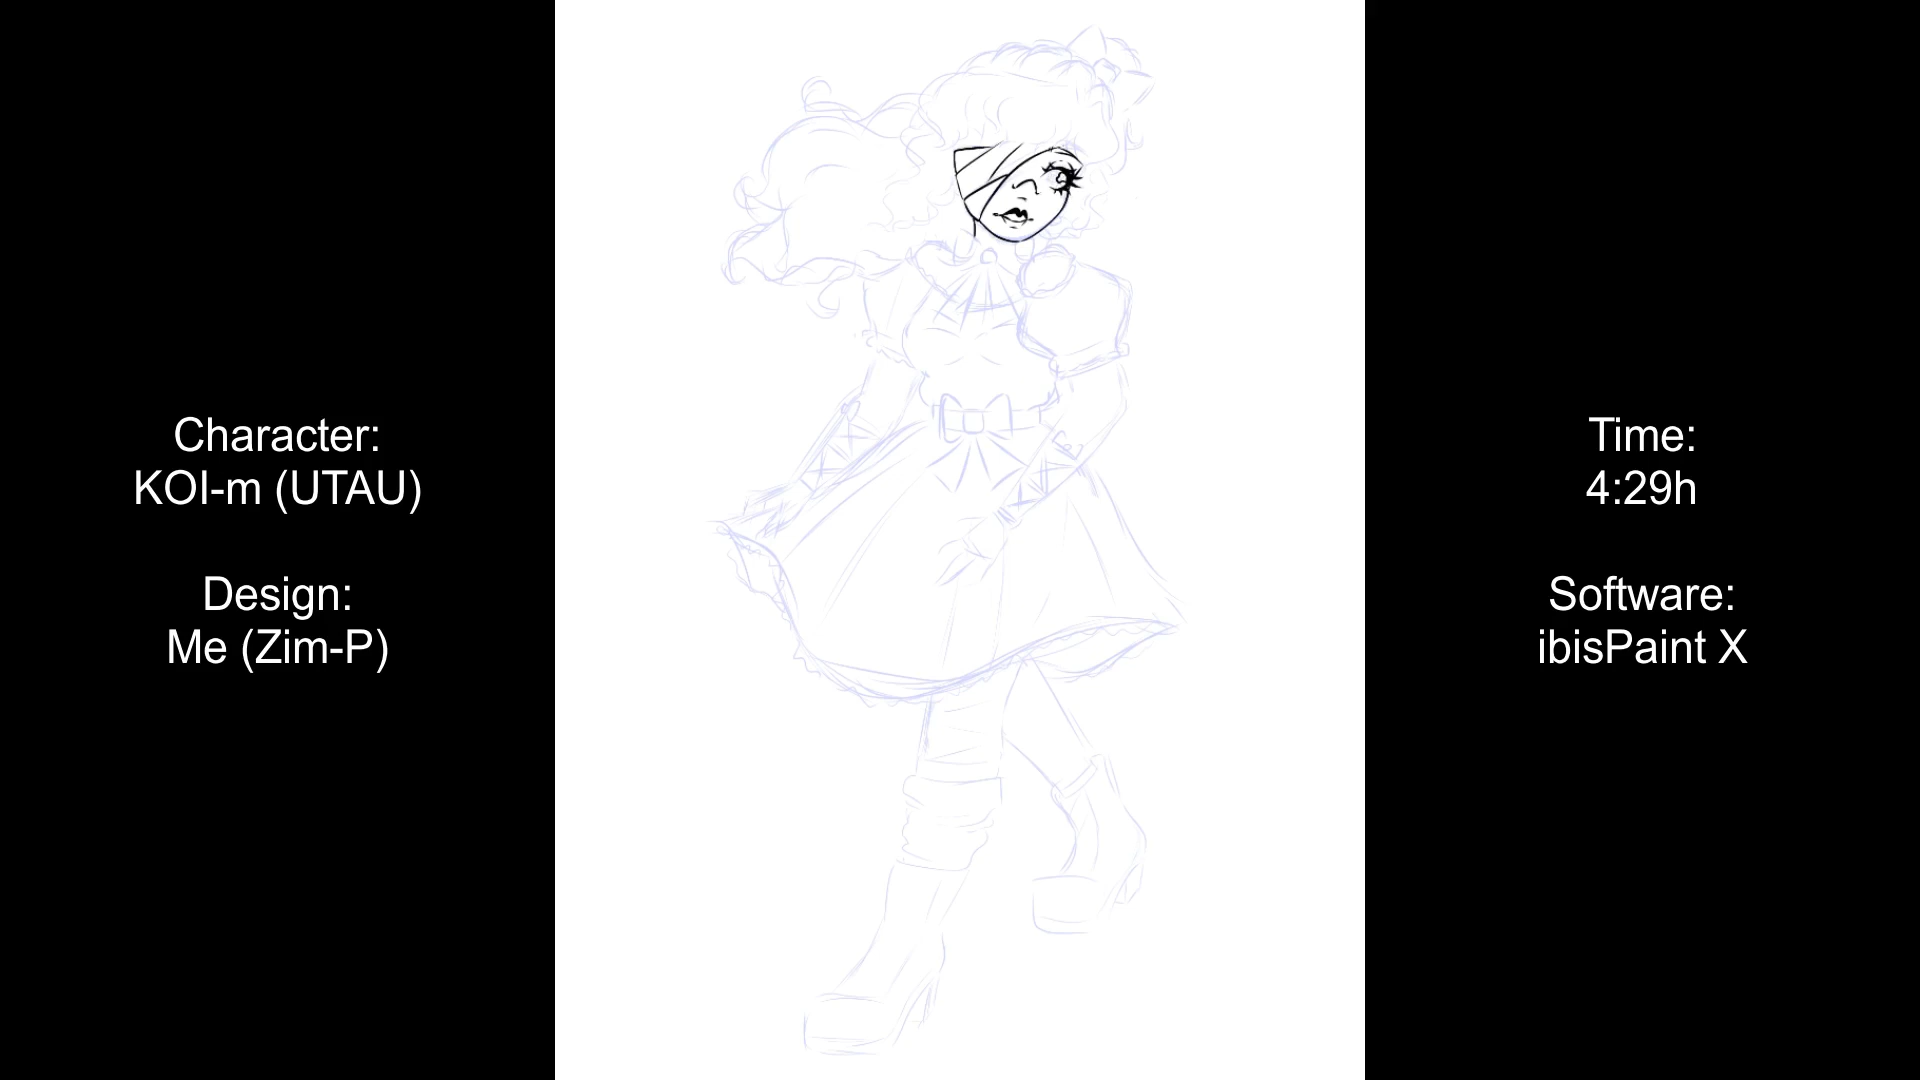 Character:
KOI-m (UTAU)
Design:
Me (Zim-P)
Time:
4:29h
Software:
ibisPaint X